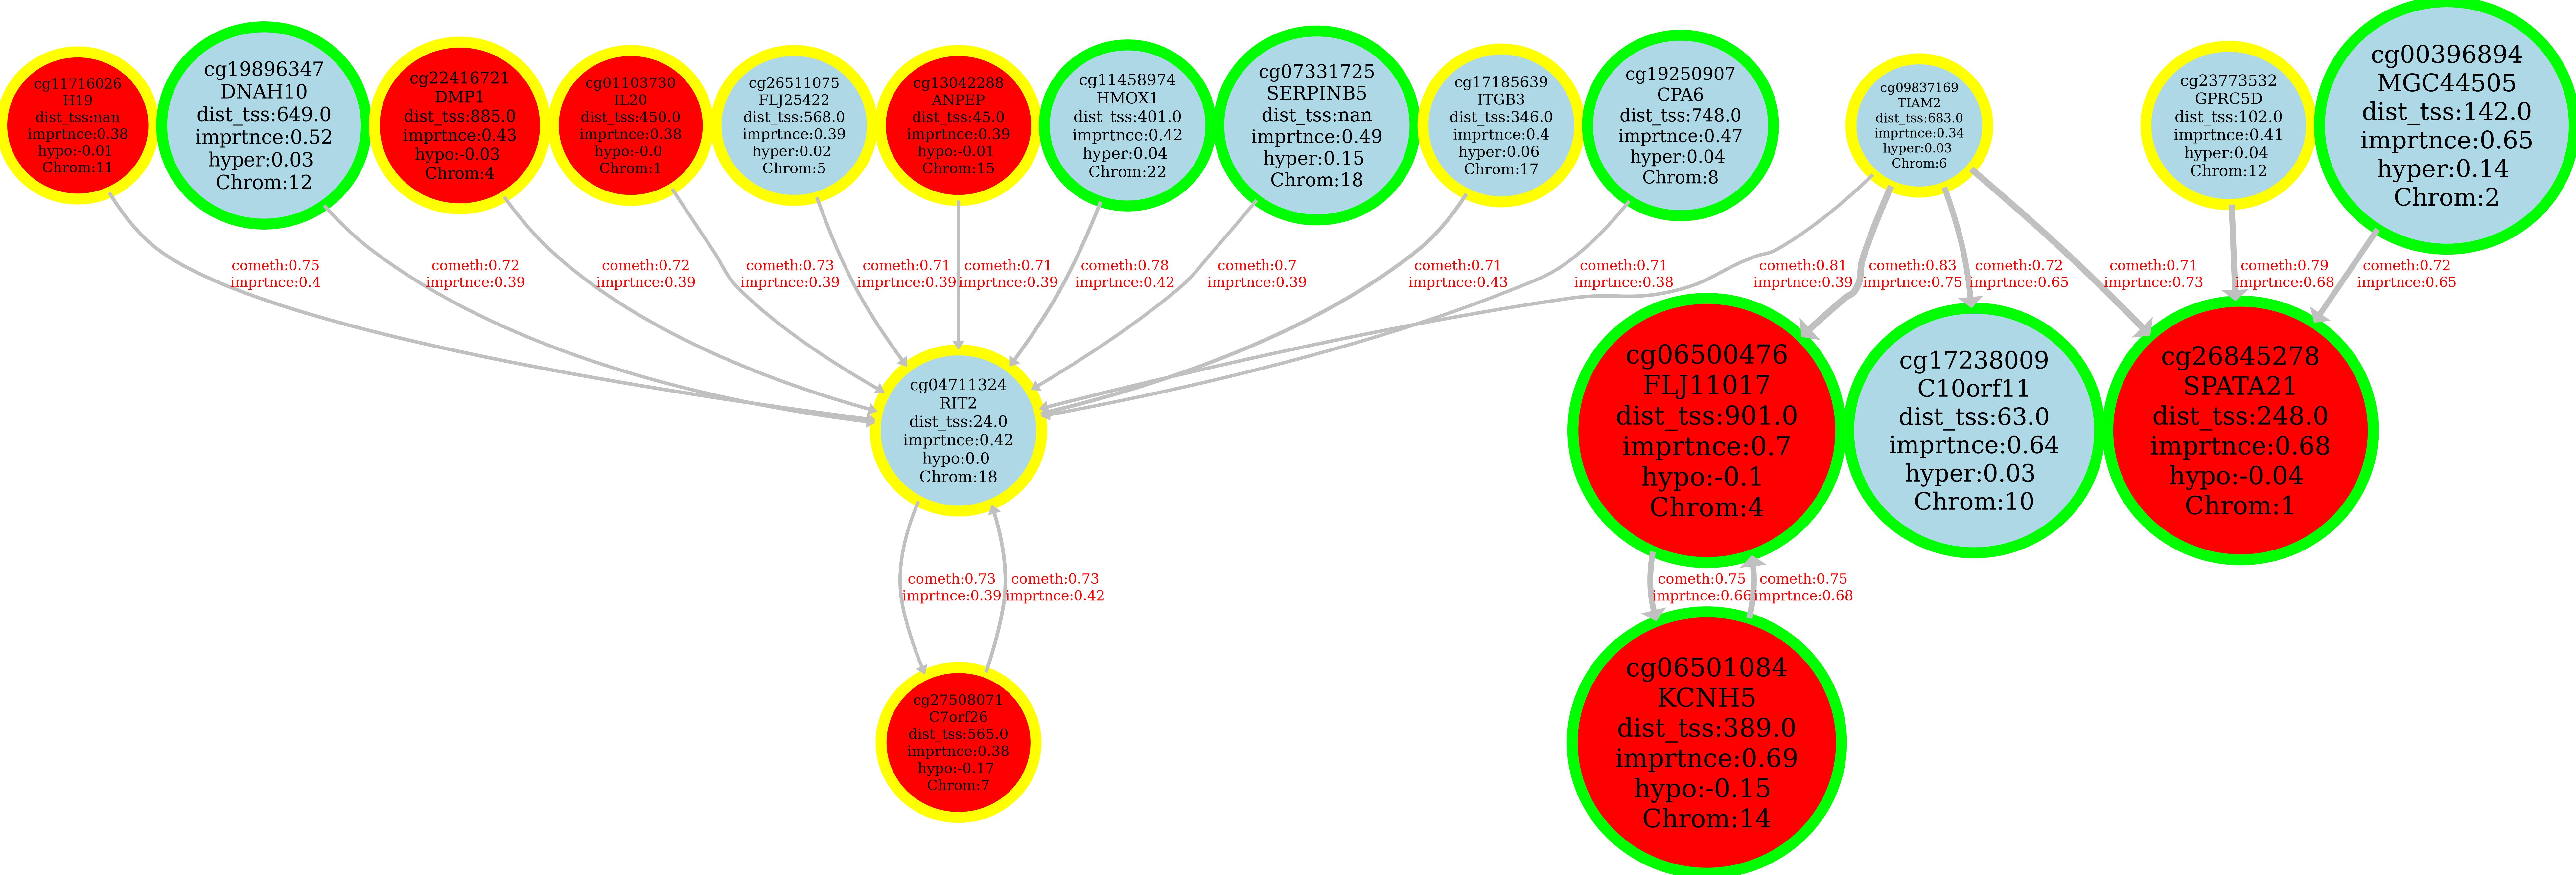 cg11716026
H19
dist_tss:nan
imprtnce:0.38
hypo:-0.01
Chrom:11
cg19896347
DNAH10
dist_tss:649.0
imprtnce:0.52
hyper:0.03
Chrom:12
cg22416721
DMP1
dist_tss:885.0
imprtnce:0.43
hypo:-0.03
Chrom:4
cg01103730
IL20
dist_tss:450.0
imprtnce:0.38
hypo:-0.0
Chrom:1
cg26511075
FLJ25422
dist_tss:568.0
imprtnce:0.39
hyper:0.02
Chrom:5
cg13042288
ANPEP
dist_tss:45.0
imprtnce:0.39
hypo:-0.01
Chrom:15
cg11458974
HMOX1
dist_tss:401.0
imprtnce:0.42
hyper:0.04
Chrom:22
cg07331725
SERPINB5
dist_tss:nan
imprtnce:0.49
hyper:0.15
Chrom:18
cg17185639
ITGB3
dist_tss:346.0
imprtnce:0.4
hyper:0.06
Chrom:17
cg19250907
CPA6
dist_tss:748.0
imprtnce:0.47
hyper:0.04
Chrom:8
cg09837169
TIAM2
dist_tss:683.0
imprtnce:0.34
hyper:0.03
Chrom:6
cg23773532
GPRC5D
dist_tss:102.0
imprtnce:0.41
hyper:0.04
Chrom:12
cg00396894
MGC44505
dist_tss:142.0
imprtnce:0.65
hyper:0.14
Chrom:2
cometh:0.75
imprtnce:0.4
cometh:0.72
imprtnce:0.39
cometh:0.72
imprtnce:0.39
cometh:0.73
imprtnce:0.39
cometh:0.71
imprtnce:0.39
cometh:0.71
imprtnce:0.39
cometh:0.78
imprtnce:0.42
cometh:0.7
imprtnce:0.39
cometh:0.71
imprtnce:0.43
cometh:0.71
imprtnce:0.38
cometh:0.81
imprtnce:0.39
cometh:0.83
imprtnce:0.75
cometh:0.72
imprtnce:0.65
cometh:0.71
imprtnce:0.73
cometh:0.79
imprtnce:0.68
cometh:0.72
imprtnce:0.65
cg04711324
RIT2
dist_tss:24.0
imprtnce:0.42
hypo:0.0
Chrom:18
cg06500476
FLJ11017
dist_tss:901.0
imprtnce:0.7
hypo:-0.1
Chrom:4
cg17238009
C10orf11
dist_tss:63.0
imprtnce:0.64
hyper:0.03
Chrom:10
cg26845278
SPATA21
dist_tss:248.0
imprtnce:0.68
hypo:-0.04
Chrom:1
cometh:0.73
imprtnce:0.39
cometh:0.73
imprtnce:0.42
cometh:0.75
imprtnce:0.66
cometh:0.75
imprtnce:0.68
cg27508071
C7orf26
dist_tss:565.0
imprtnce:0.38
hypo:-0.17
Chrom:7
cg06501084
KCNH5
dist_tss:389.0
imprtnce:0.69
hypo:-0.15
Chrom:14